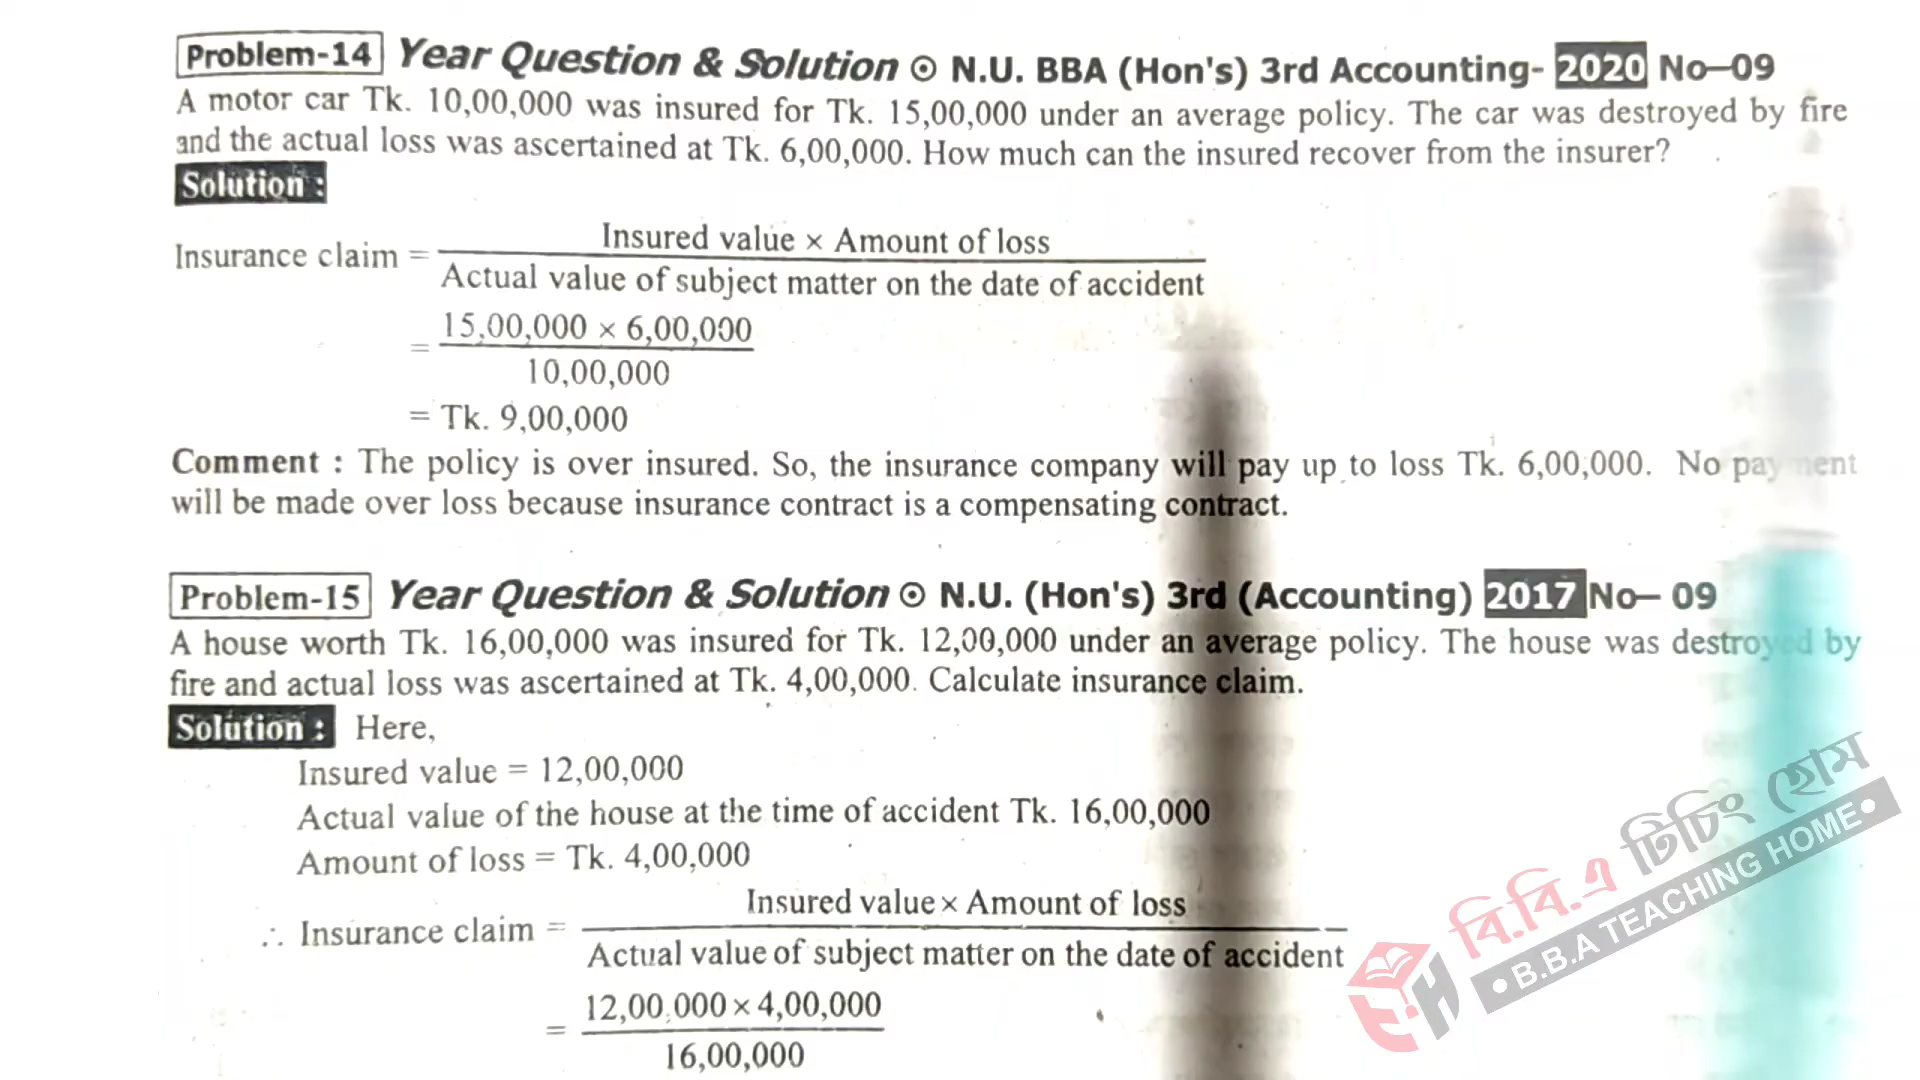 Problem-14 Year Question & Solution ⊙ N.U. BBA (Hon's) 3rd Accounting- 2020 No–09
A motor car Tk. 10,00,000 was insured for Tk. 15,00,000 under an average policy. The car was destroyed by fire
and the actual loss was ascertained at Tk. 6,00,000. How much can the insured recover from the insurer?
Solution :
Insurance claim = Insured value × Amount of loss
Actual value of subject matter on the date of accident
= 15,00,000 × 6,00,000
10,00,000
= Tk. 9,00,000
Comment : The policy is over insured. So, the insurance company will pay up to loss Tk. 6,00,000. No payment
will be made over loss because insurance contract is a compensating contract.
Problem-15 Year Question & Solution ⊙ N.U. (Hon's) 3rd (Accounting) 2017 No– 09
A house worth Tk. 16,00,000 was insured for Tk. 12,00,000 under an average policy. The house was destroyed by
fire and actual loss was ascertained at Tk. 4,00,000. Calculate insurance claim.
Solution : Here,
Insured value = 12,00,000
Actual value of the house at the time of accident Tk. 16,00,000
Amount of loss = Tk. 4,00,000
∴ Insurance claim = Insured value × Amount of loss
Actual value of subject matter on the date of accident
= 12,00,000 × 4,00,000
16,00,000
বি.বি.এ টিচিং হোম
• B.B.A TEACHING HOME •